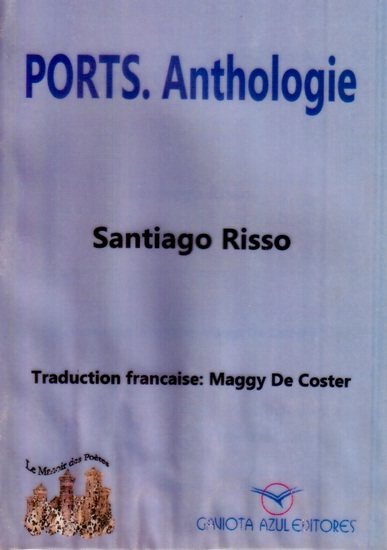 PORTS. Anthologie
Santiago Risso
Traduction francaise: Maggy De Coster
Le Manoir des Poètes
GAVIOTA AZUL EDITORES